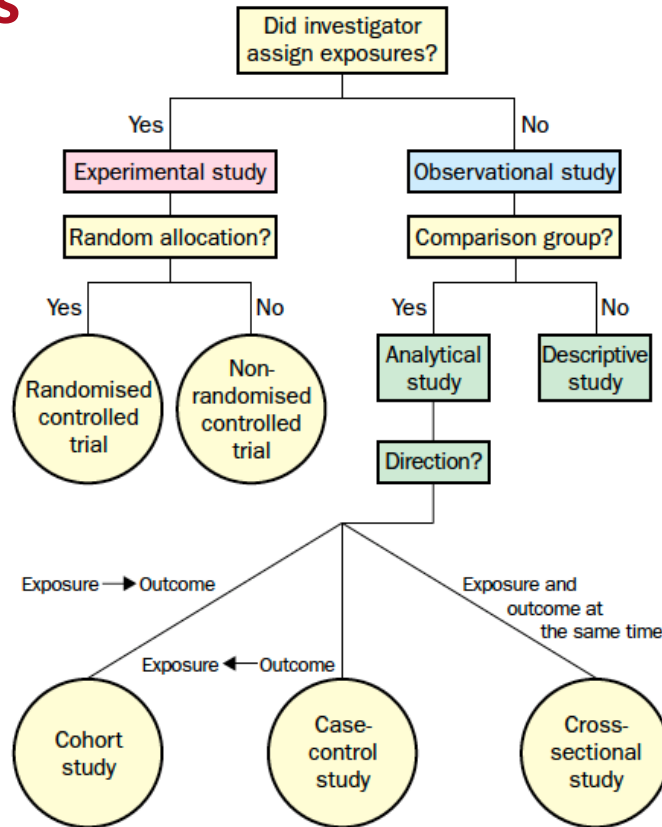 s
Did investigator
assign exposures?
Yes
No
Experimental study
Observational study
Random allocation?
Comparison group?
Yes
No
Yes
No
Randomised
controlled
trial
Non-
randomised
controlled
trial
Analytical
study
Descriptive
study
Direction?
Exposure → Outcome
Exposure and
outcome at
the same time
Exposure ← Outcome
Cohort
study
Case-
control
study
Cross-
sectional
study